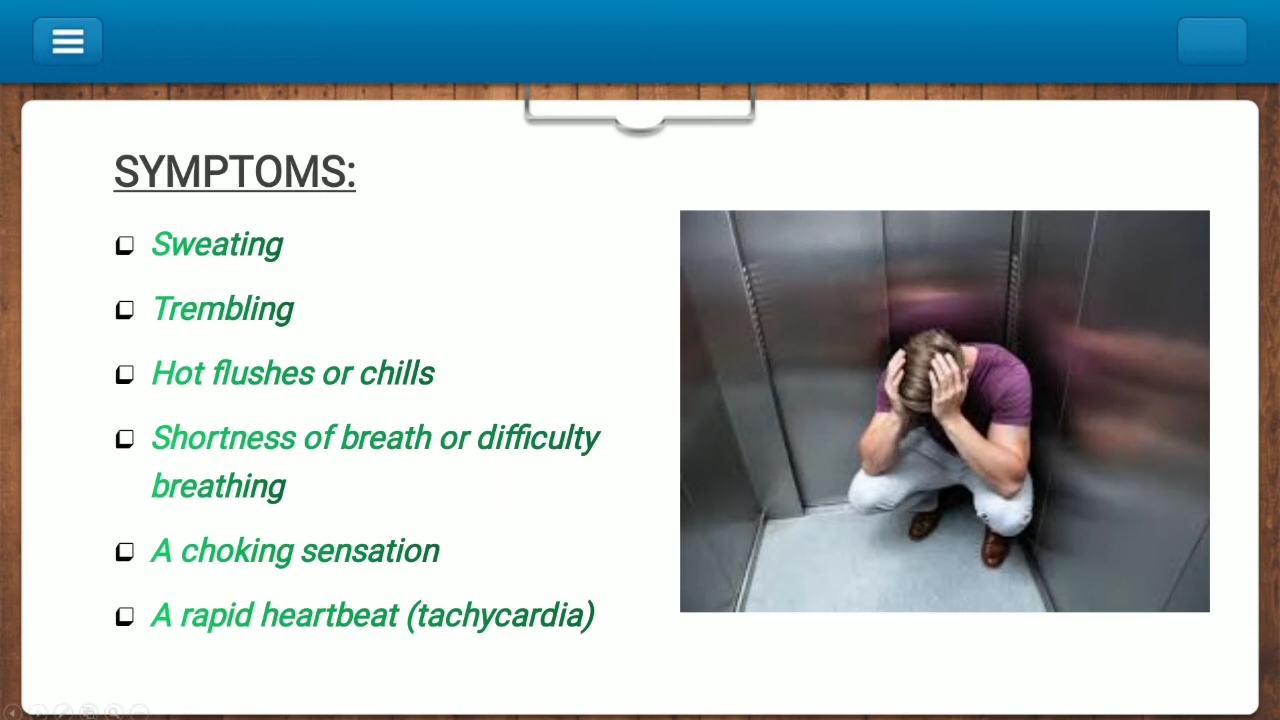 SYMPTOMS:
Sweating
Trembling
Hot flushes or chills
Shortness of breath or difficulty
breathing
A choking sensation
A rapid heartbeat (tachycardia)